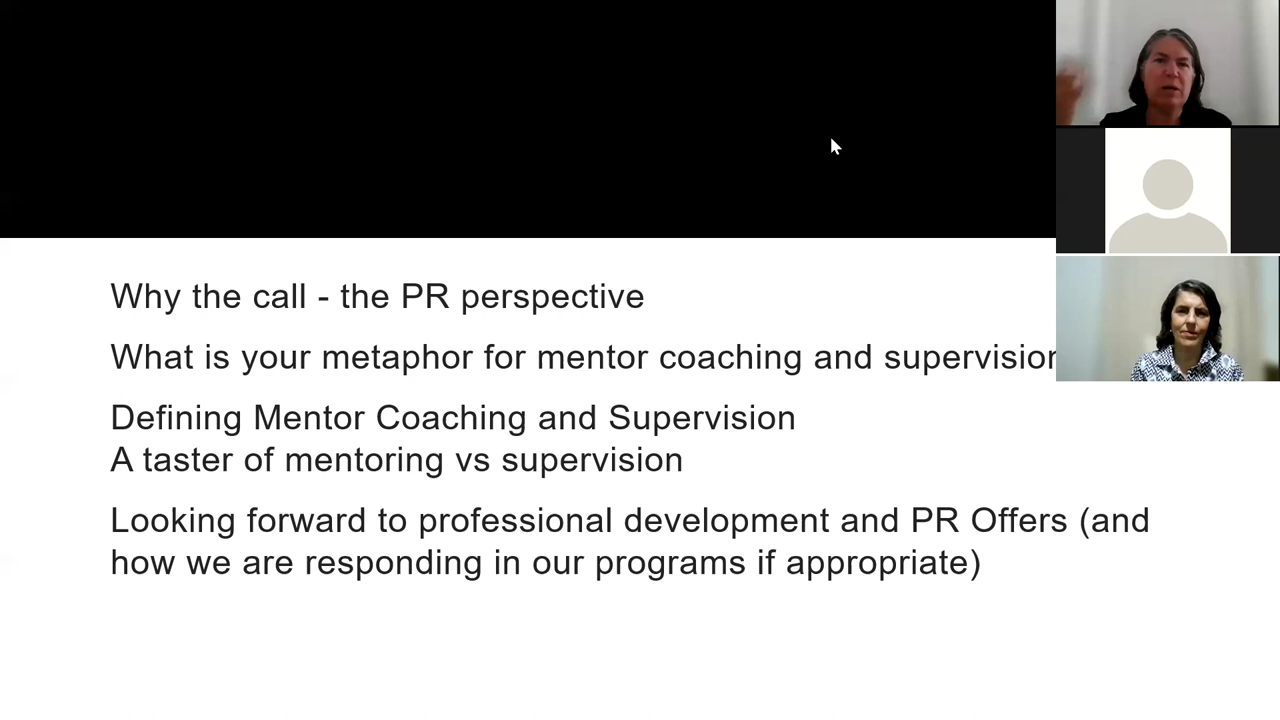 Why the call - the PR perspective
What is your metaphor for mentor coaching and supervision
Defining Mentor Coaching and Supervision
A taster of mentoring vs supervision
Looking forward to professional development and PR Offers (and
how we are responding in our programs if appropriate)